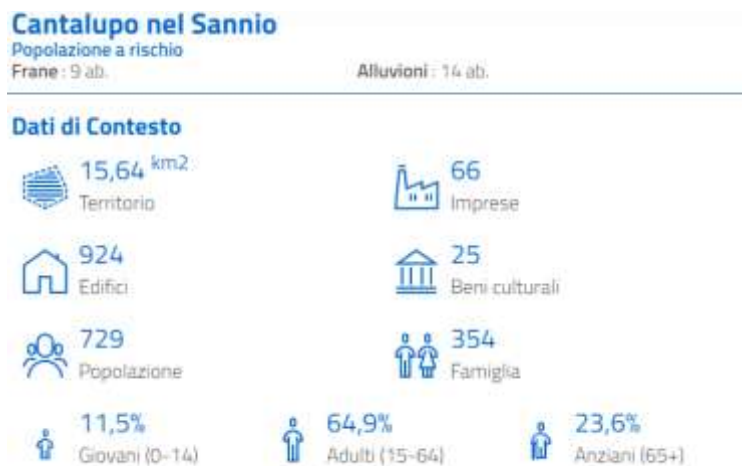 Cantalupo nel Sannio
Popolazione a rischio
Frane : 9 ab. Alluvioni : 14 ab.
Dati di Contesto
15,64 km2
Territorio
66
Imprese
924
Edifici
25
Beni culturali
729
Popolazione
354
Famiglia
11,5%
Giovani (0-14)
64,9%
Adulti (15-64)
23,6%
Anziani (65+)